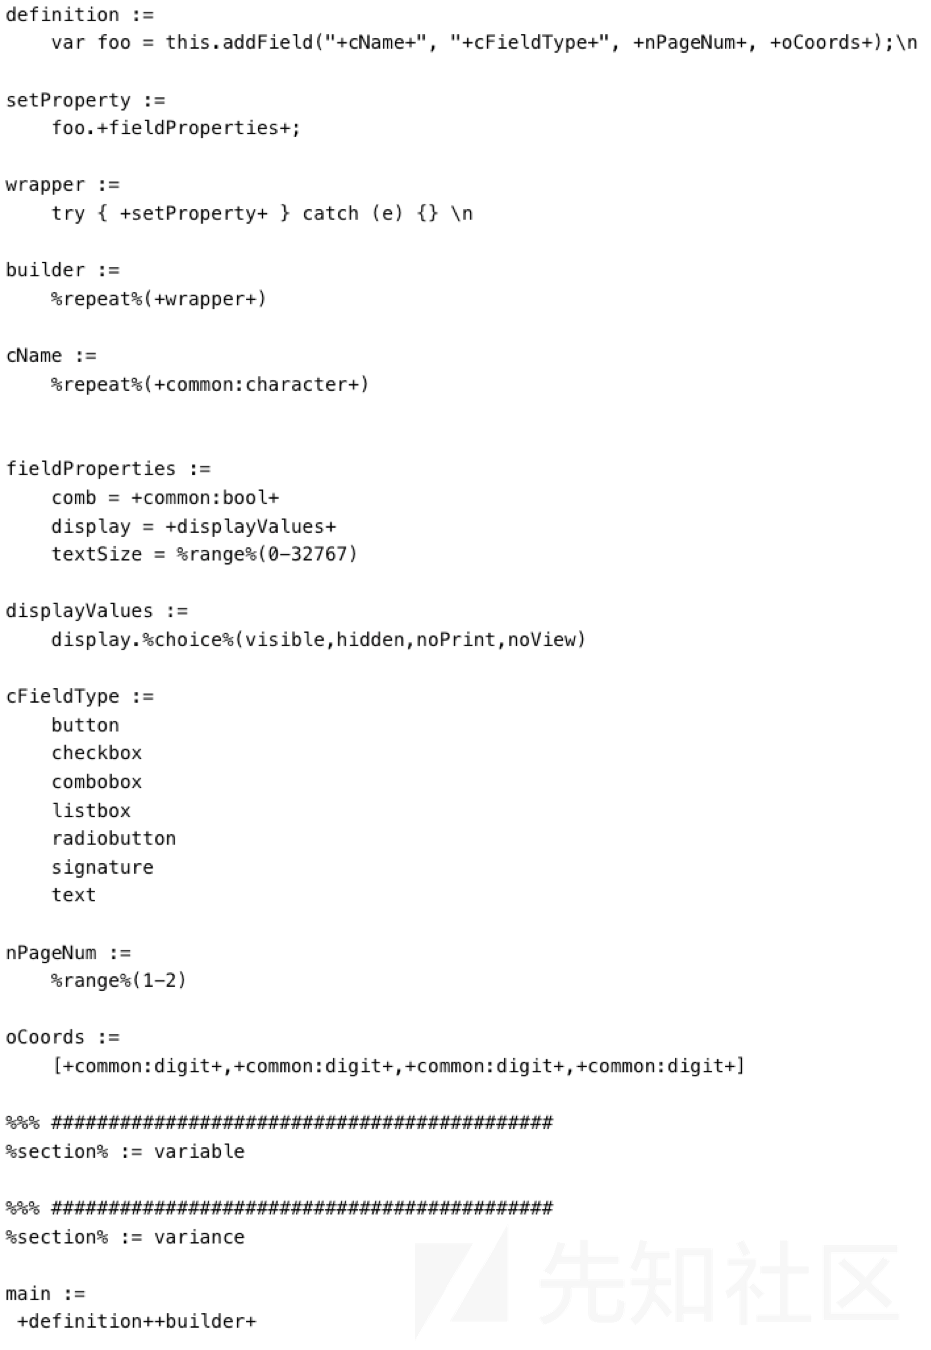 definition :=
    var foo = this.addField("+cName+", "+cFieldType+", +nPageNum+, +oCoords+);\n
setProperty :=
    foo.+fieldProperties+;
wrapper :=
    try { +setProperty+ } catch (e) {} \n
builder :=
    %repeat%(+wrapper+)
cName :=
    %repeat%(+common:character+)
fieldProperties :=
    comb = +common:bool+
    display = +displayValues+
    textSize = %range%(0-32767)
displayValues :=
    display.%choice%(visible,hidden,noPrint,noView)
cFieldType :=
    button
    checkbox
    combobox
    listbox
    radiobutton
    signature
    text
nPageNum :=
    %range%(1-2)
oCoords :=
    [+common:digit+,+common:digit+,+common:digit+,+common:digit+]
%%% ############################################
%section% := variable
%%% ############################################
%section% := variance
main :=
 +definition++builder+
先知社区